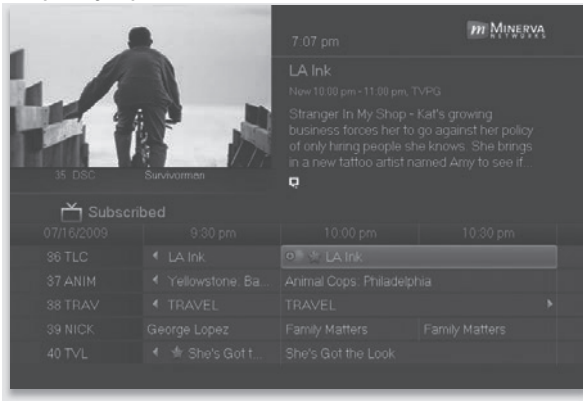 7:07 pm
m MINERVA
NETWORKS
LA Ink
New 10:00 pm - 11:00 pm, TVPG
Stranger In My Shop - Kat's growing
business forces her to go against her policy
of only hiring people she knows. She brings
in a new tattoo artist named Amy to see if...
35 DSC Survivorman
Subscribed
07/16/2009 9:30 pm 10:00 pm 10:30 pm
36 TLC LA Ink LA Ink
37 ANIM Yellowstone: Ba... Animal Cops: Philadelphia
38 TRAV TRAVEL TRAVEL
39 NICK George Lopez Family Matters Family Matters
40 TVL She's Got t... She's Got the Look